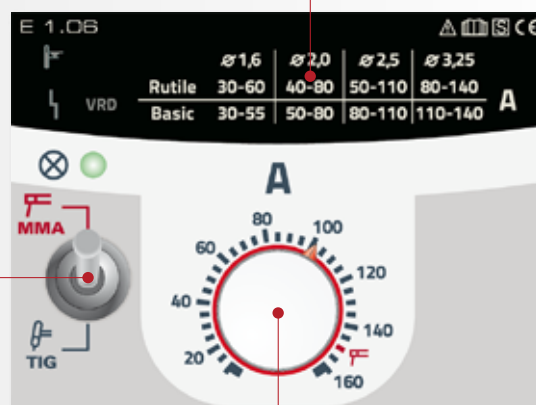 E 1.06
S CE
ø1,6 ø2,0 ø2,5 ø3,25
Rutile 30-60 40-80 50-110 80-140
Basic 30-55 50-80 80-110 110-140
A
VRD
A
MMA
TIG
20
40
60
80
100
120
140
160